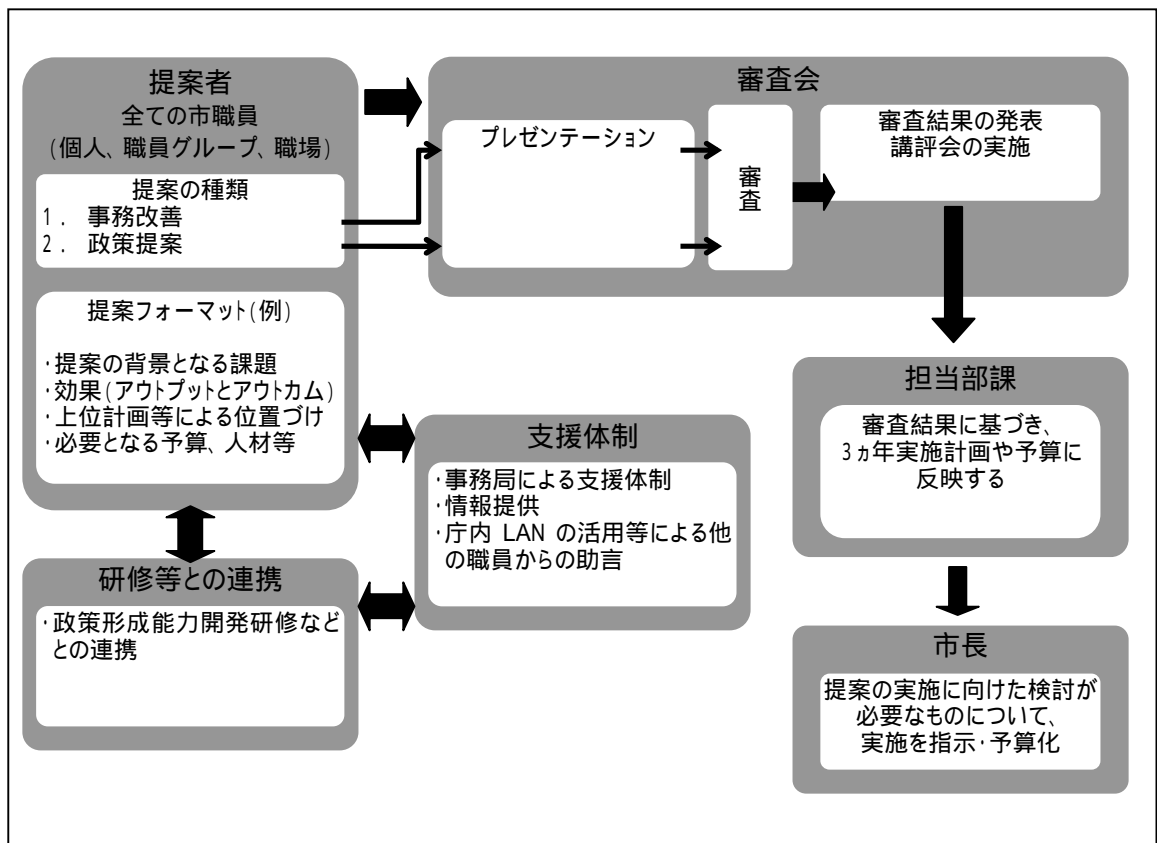 提案者
全ての市職員
(個人、職員グループ、職場)
提案の種類
1． 事務改善
2． 政策提案
提案フォーマット(例)
･提案の背景となる課題
･効果(アウトプットとアウトカム)
･上位計画等による位置づけ
･必要となる予算、人材等
審査会
プレゼンテーション
審査
審査結果の発表
講評会の実施
担当部課
審査結果に基づき、
3ヵ年実施計画や予算に
反映する
支援体制
･事務局による支援体制
･情報提供
･庁内 LAN の活用等による他
の職員からの助言
研修等との連携
･政策形成能力開発研修など
との連携
市長
提案の実施に向けた検討が
必要なものについて、
実施を指示･予算化